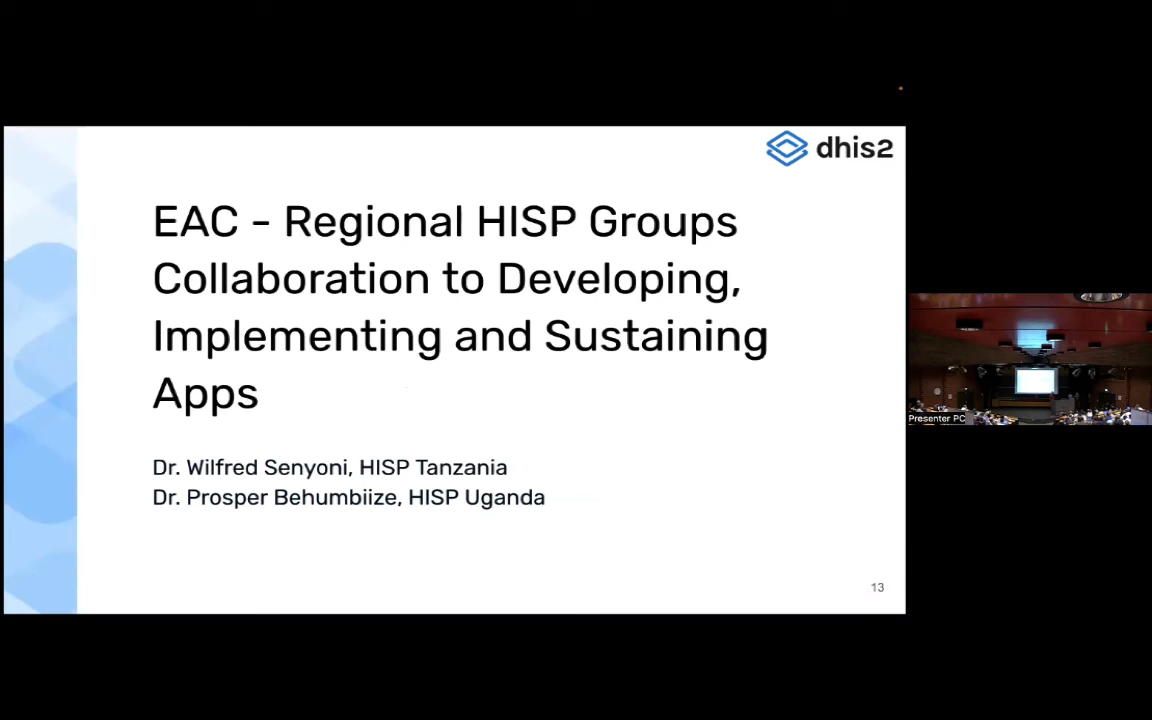 dhis2
EAC - Regional HISP Groups
Collaboration to Developing,
Implementing and Sustaining
Apps
Dr. Wilfred Senyoni, HISP Tanzania
Dr. Prosper Behumbiize, HISP Uganda
13
Presenter PC